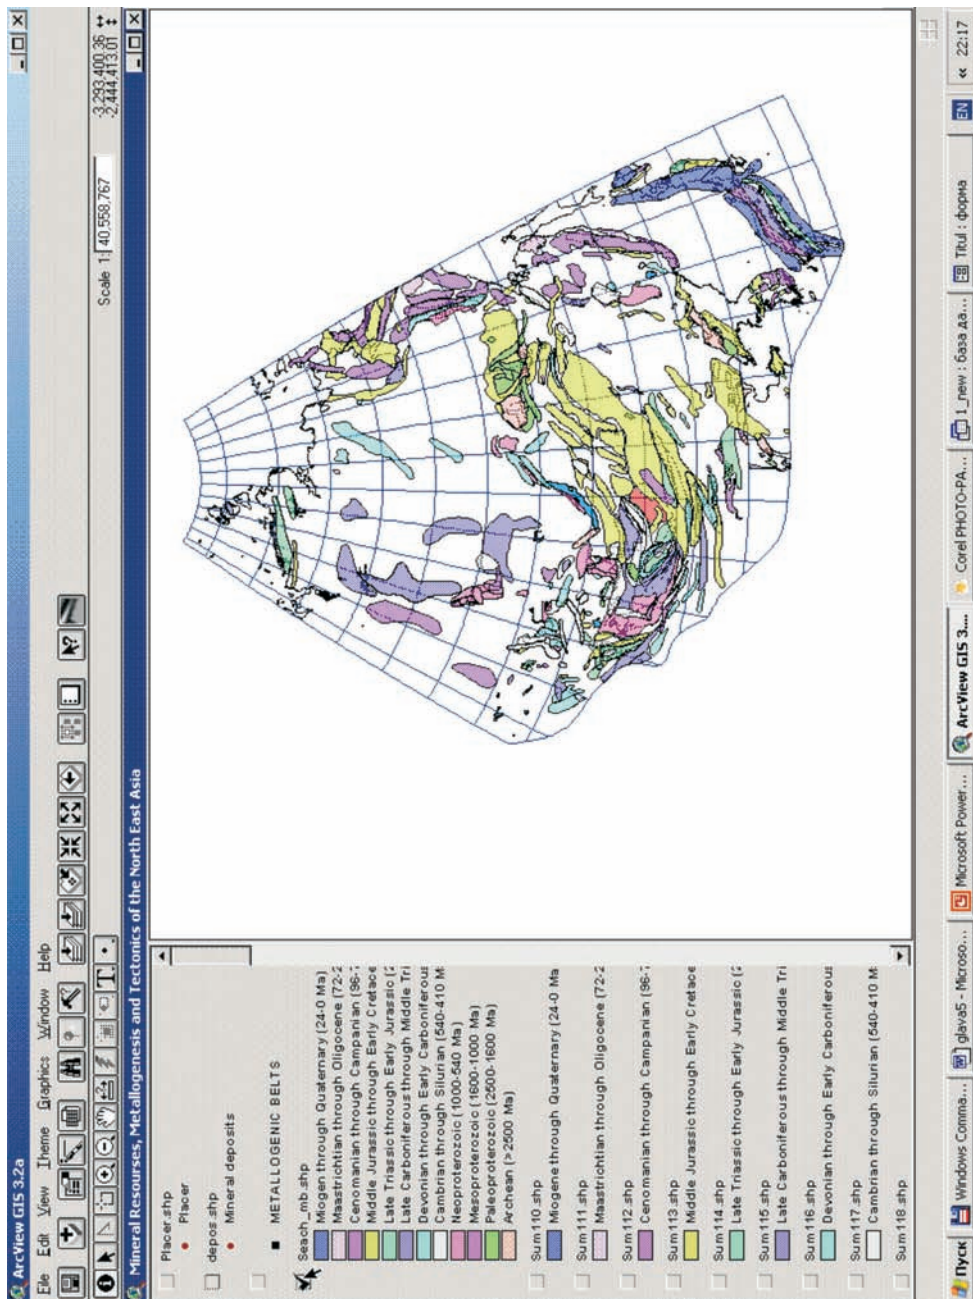 ArcView GIS 3.2a
File Edit View Theme Graphics Window Help
Scale 1: 40,558,767
-3,293,400.36
-2,444,413.01
Mineral Resourses, Metallogenesis and Tectonics of the North East Asia
Placer.shp
Placer
depos.shp
Mineral deposits
METALLOGENIC BELTS
Seach_mb.shp
Miogen through Quaternary (24-0 Ma)
Maastrichtian through Oligocene (72-2
Cenomanian through Campanian (96-7
Middle Jurassic through Early Cretace
Late Triassic through Early Jurassic (2
Late Carboniferous through Middle Tri
Devonian through Early Carboniferous
Cambrian through Silurian (540-410 M
Neoproterozoic (1000-540 Ma)
Mesoproterozoic (1600-1000 Ma)
Paleoproterozoic (2500-1600 Ma)
Archean (>2500 Ma)
Sum110.shp
Miogene through Quaternary (24-0 Ma
Sum111.shp
Maastrichtian through Oligocene (72-2
Sum112.shp
Cenomanian through Campanian (96-7
Sum113.shp
Middle Jurassic through Early Cretace
Sum114.shp
Late Triassic through Early Jurassic (2
Sum115.shp
Late Carboniferous through Middle Tri
Sum116.shp
Devonian through Early Carboniferous
Sum117.shp
Cambrian through Silurian (540-410 M
Sum118.shp
Пуск Windows Comma... glava5 - Microso... Microsoft Power... ArcView GIS 3.... Corel PHOTO-PA... 1_new : база да... Titul : форма EN « 22:17